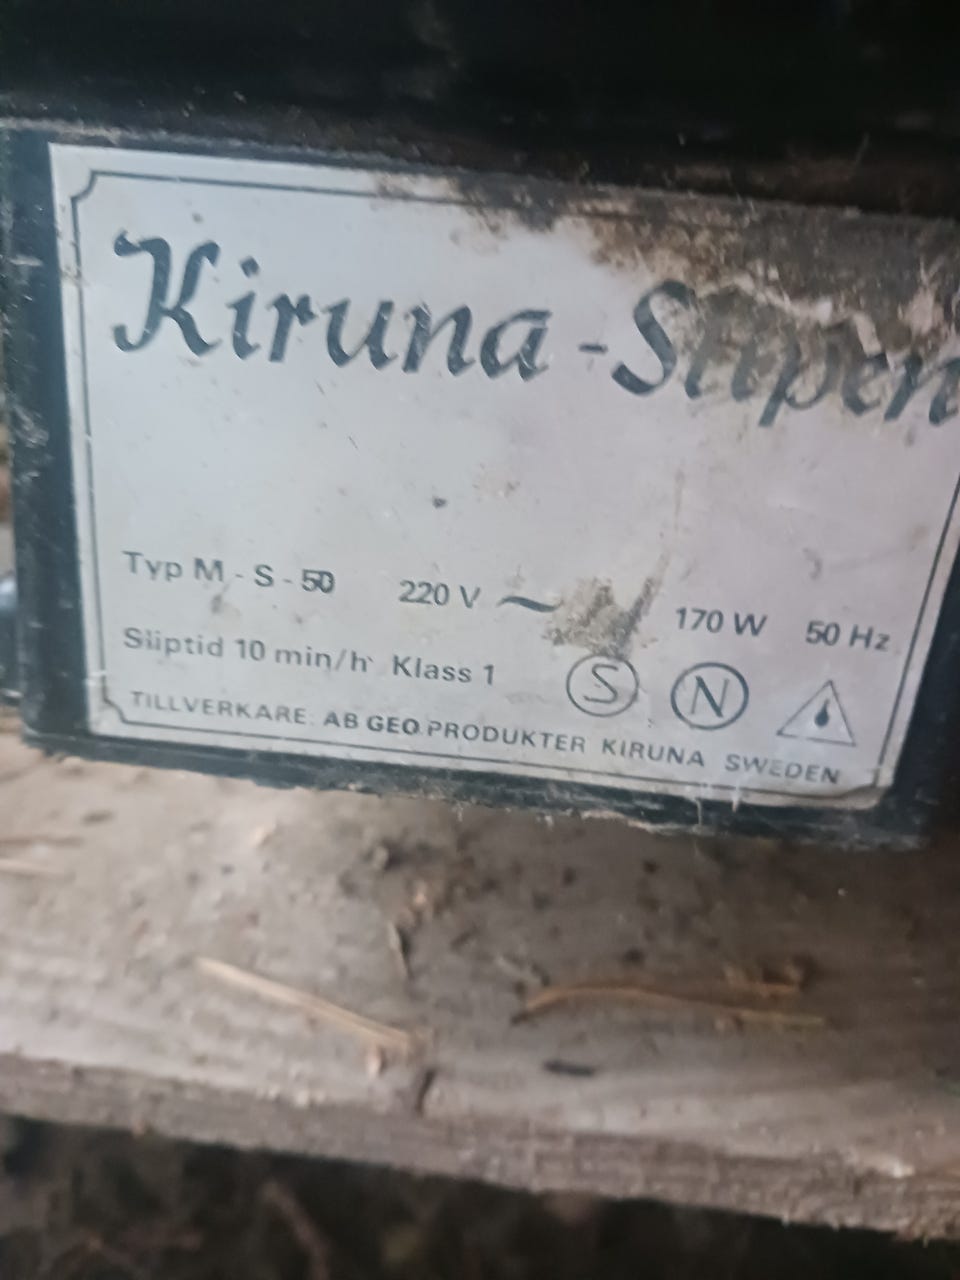 Kiruna - Slipen
Typ M - S - 50 220 V ~ 170 W 50 Hz
Sliptid 10 min/h Klass 1 S N
TILLVERKARE: AB GEO PRODUKTER KIRUNA SWEDEN